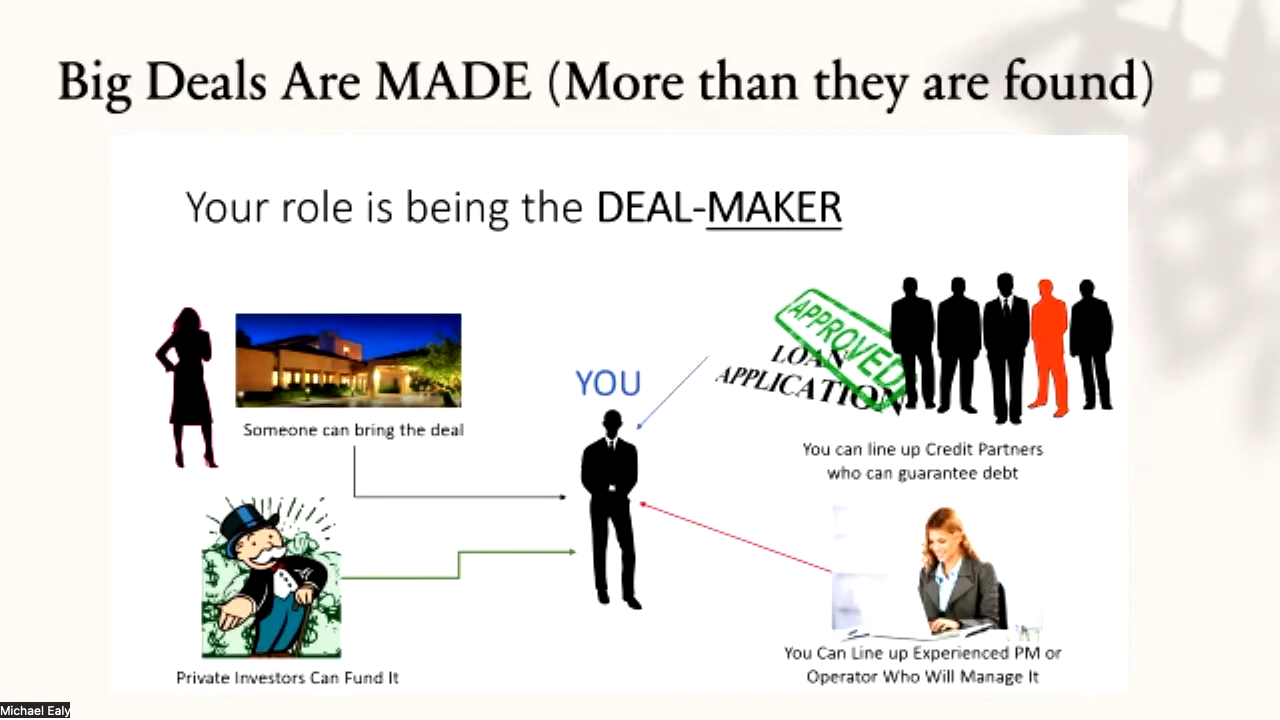 Big Deals Are MADE (More than they are found)
Your role is being the DEAL-MAKER
Someone can bring the deal
YOU
APPROVED!
LOAN
APPLICATION
You can line up Credit Partners
who can guarantee debt
Private Investors Can Fund It
You Can Line up Experienced PM or
Operator Who Will Manage It
Michael Ealy